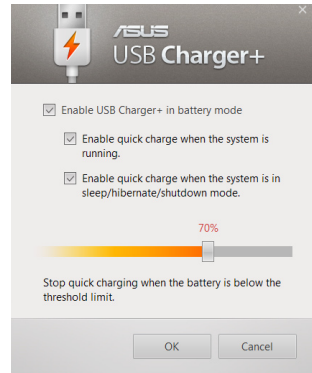 ASUS
USB Charger+
Enable USB Charger+ in battery mode
Enable quick charge when the system is
running.
Enable quick charge when the system is in
sleep/hibernate/shutdown mode.
70%
Stop quick charging when the battery is below the
threshold limit.
OK
Cancel